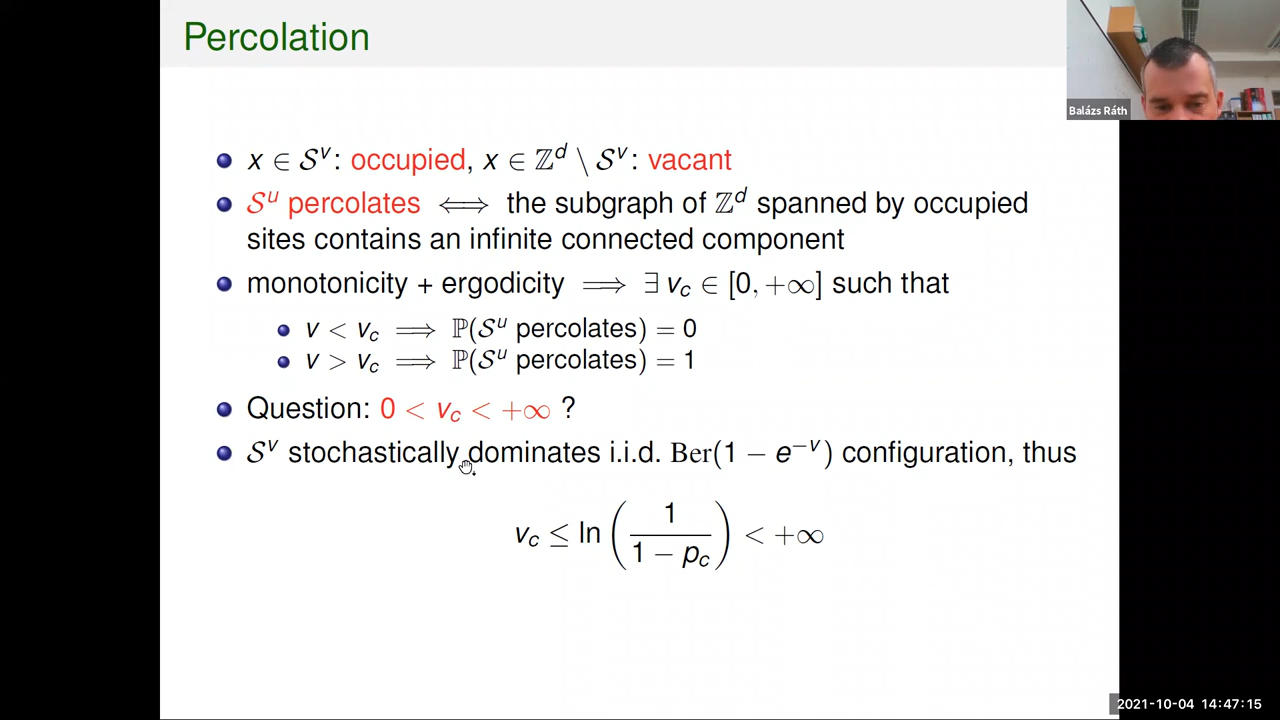 Percolation
Balázs Ráth
x ∈ 𝒮^v: occupied, x ∈ ℤ^d \ 𝒮^v: vacant
𝒮^u percolates ⟺ the subgraph of ℤ^d spanned by occupied
sites contains an infinite connected component
monotonicity + ergodicity ⟹ ∃ v_c ∈ [0, +∞] such that
v < v_c ⟹ ℙ(𝒮^u percolates) = 0
v > v_c ⟹ ℙ(𝒮^u percolates) = 1
Question: 0 < v_c < +∞ ?
𝒮^v stochastically dominates i.i.d. Ber(1 − e^{−v}) configuration, thus
v_c ≤ ln(1/(1 − p_c)) < +∞
2021-10-04 14:47:15